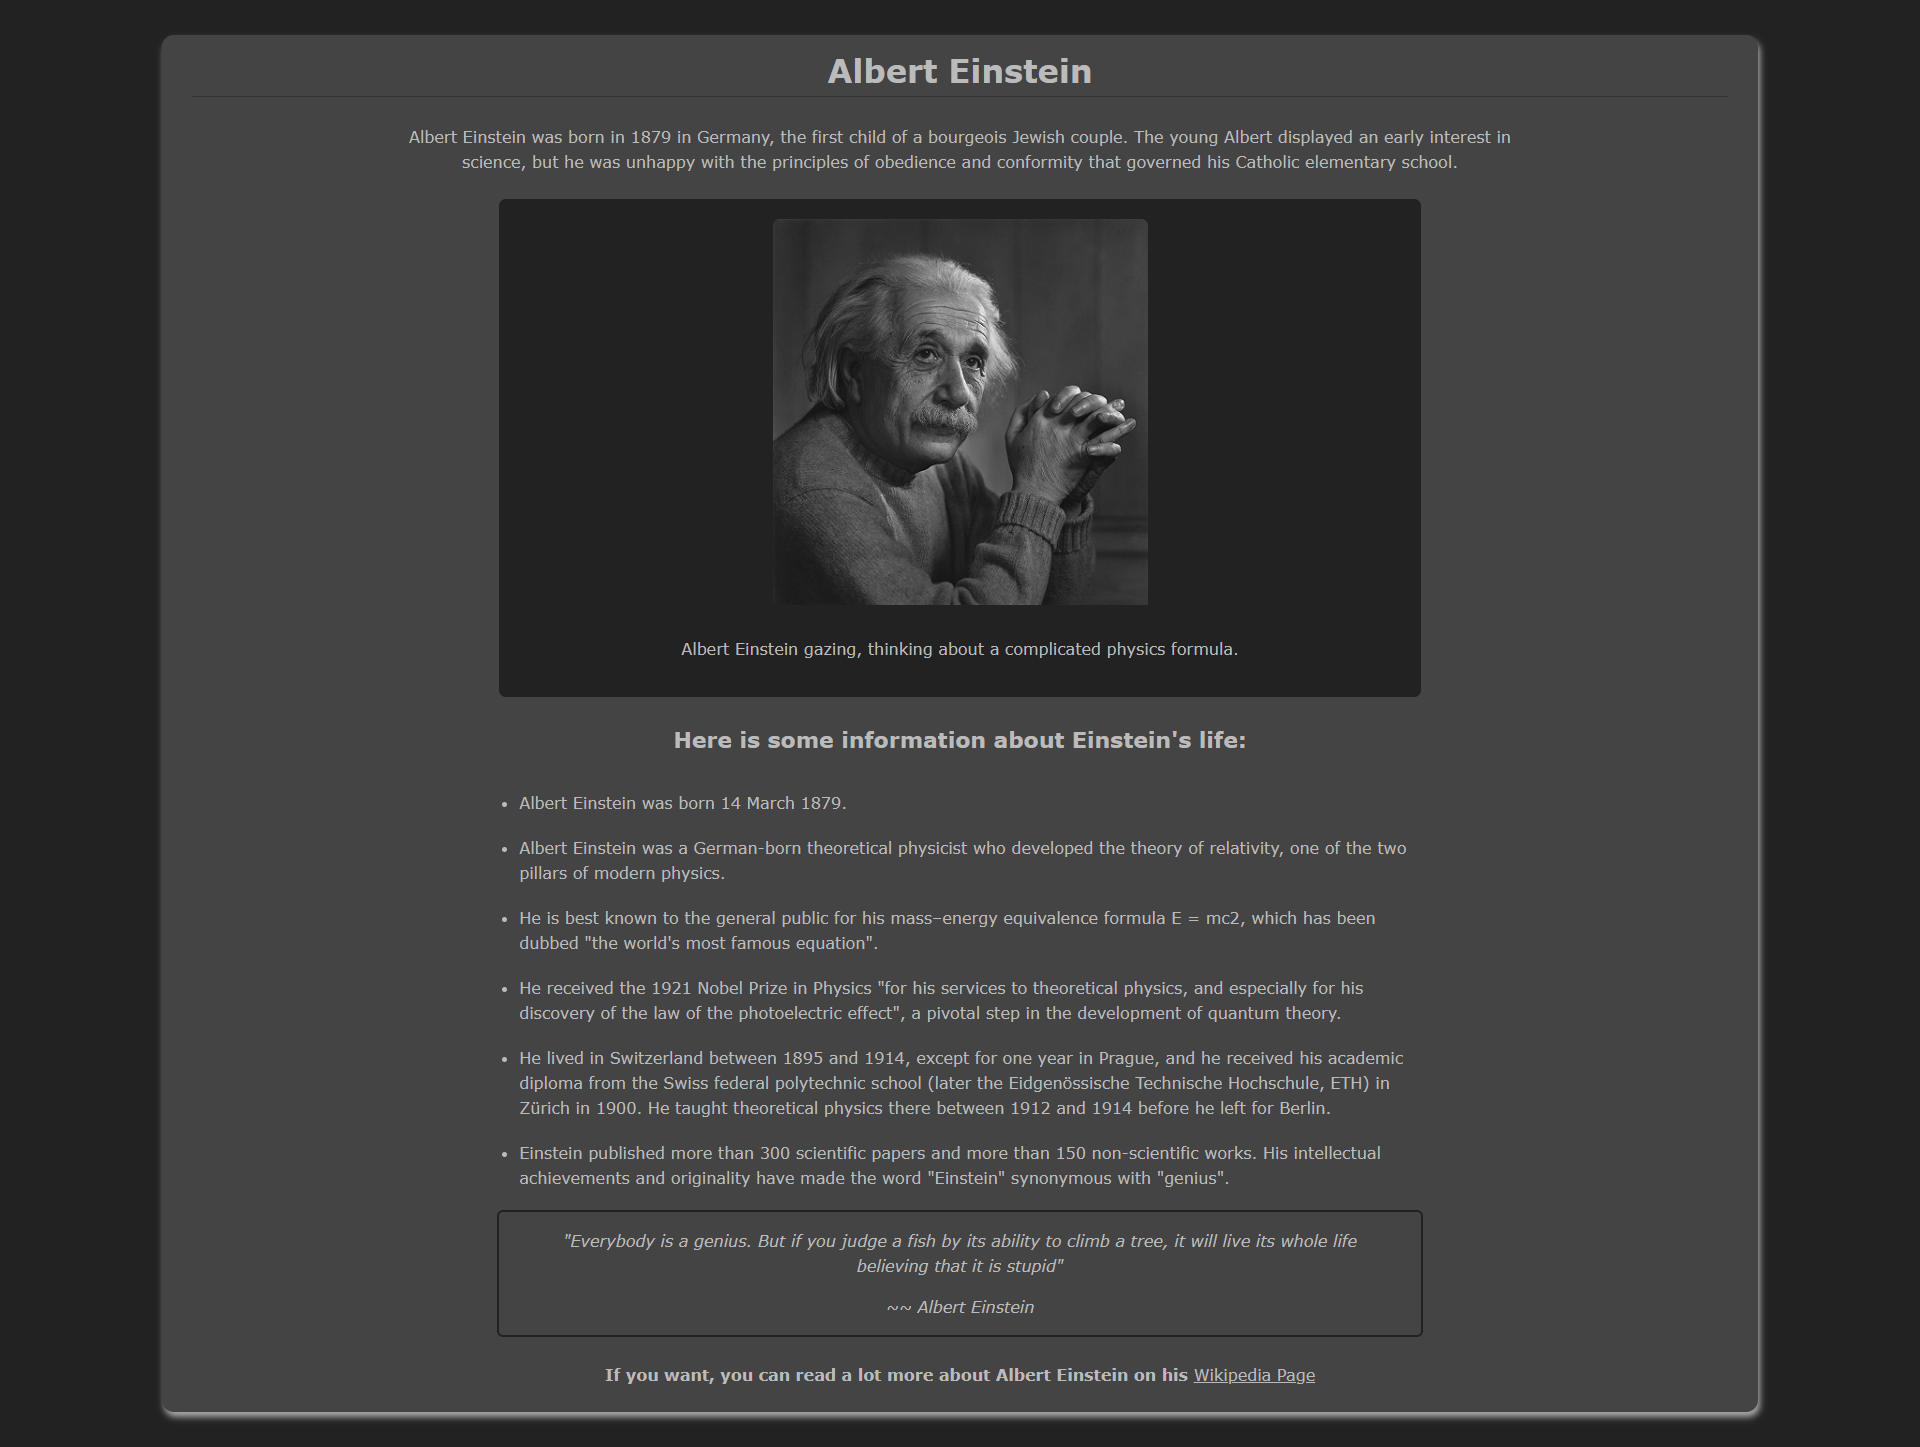 Albert Einstein
Albert Einstein was born in 1879 in Germany, the first child of a bourgeois Jewish couple. The young Albert displayed an early interest in
science, but he was unhappy with the principles of obedience and conformity that governed his Catholic elementary school.
Albert Einstein gazing, thinking about a complicated physics formula.
Here is some information about Einstein's life:
• Albert Einstein was born 14 March 1879.
• Albert Einstein was a German-born theoretical physicist who developed the theory of relativity, one of the two
pillars of modern physics.
• He is best known to the general public for his mass–energy equivalence formula E = mc2, which has been
dubbed "the world's most famous equation".
• He received the 1921 Nobel Prize in Physics "for his services to theoretical physics, and especially for his
discovery of the law of the photoelectric effect", a pivotal step in the development of quantum theory.
• He lived in Switzerland between 1895 and 1914, except for one year in Prague, and he received his academic
diploma from the Swiss federal polytechnic school (later the Eidgenössische Technische Hochschule, ETH) in
Zürich in 1900. He taught theoretical physics there between 1912 and 1914 before he left for Berlin.
• Einstein published more than 300 scientific papers and more than 150 non-scientific works. His intellectual
achievements and originality have made the word "Einstein" synonymous with "genius".
"Everybody is a genius. But if you judge a fish by its ability to climb a tree, it will live its whole life
believing that it is stupid"
~~ Albert Einstein
If you want, you can read a lot more about Albert Einstein on his Wikipedia Page